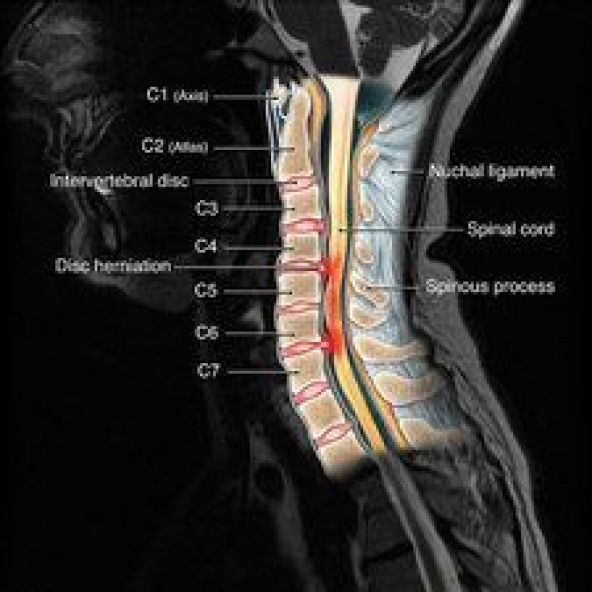 C1 (Axis)
C2 (Atlas)
Intervertebral disc
C3
C4
Disc herniation
C5
C6
C7
Nuchal ligament
Spinal cord
Spinous process